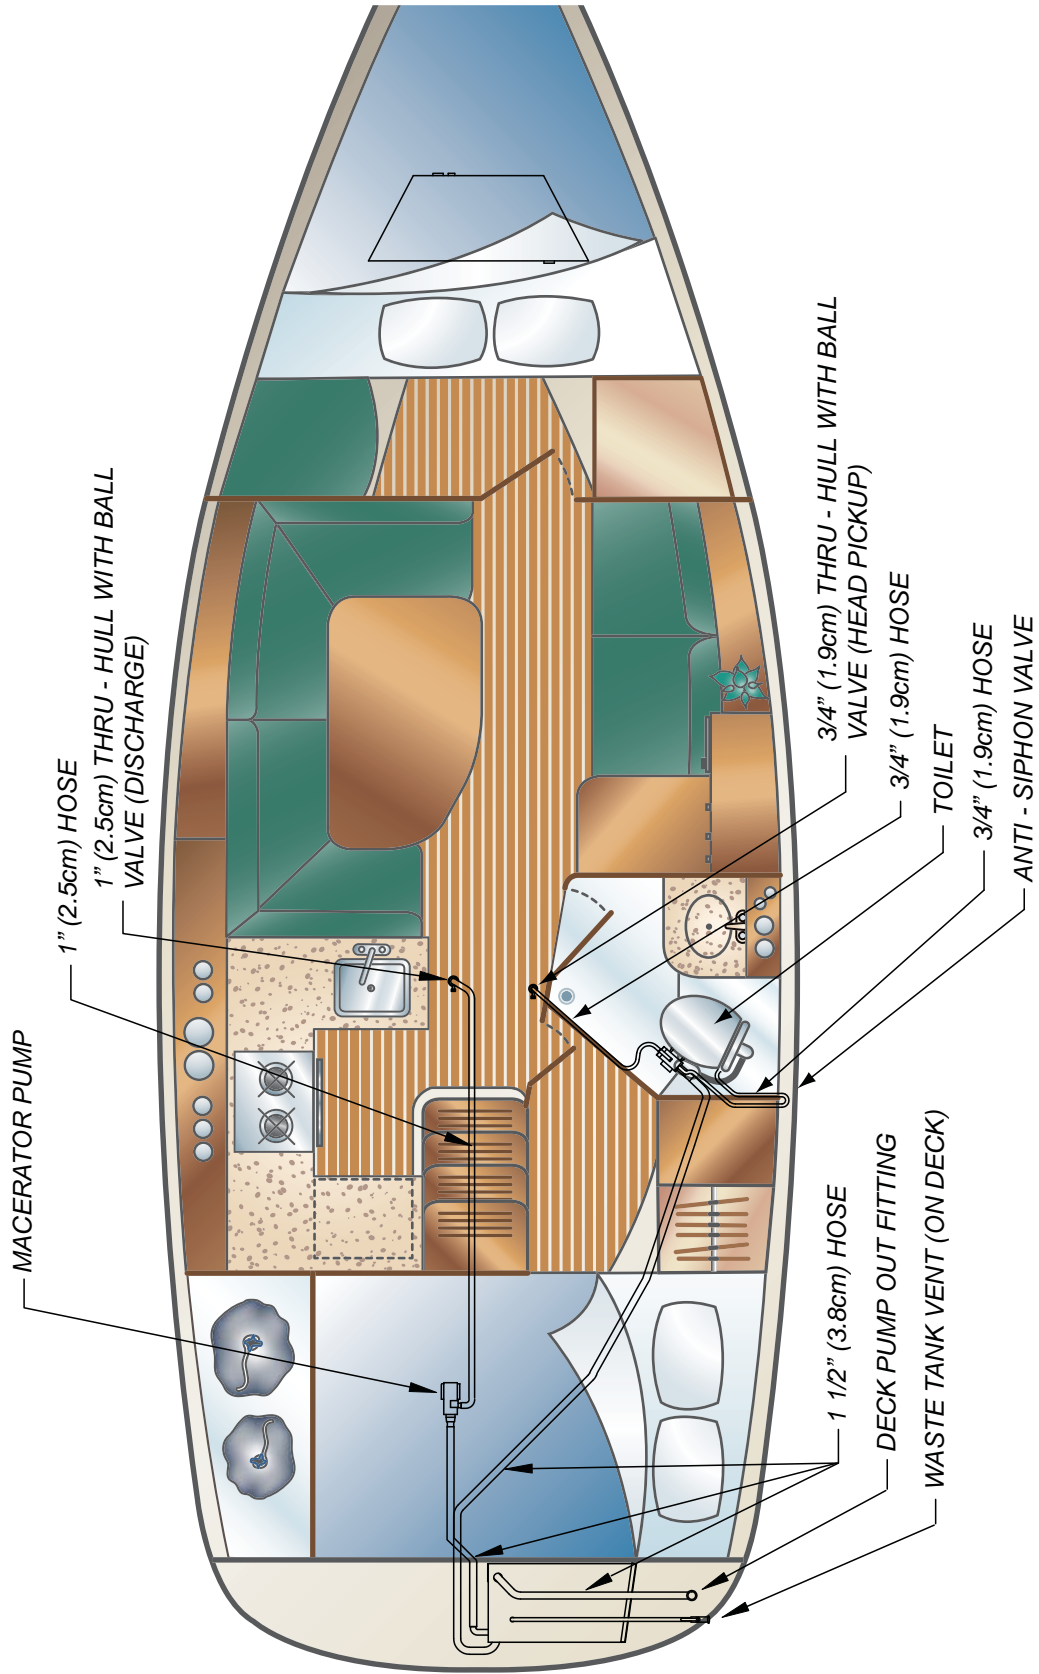 MACERATOR PUMP
1” (2.5cm) HOSE
1” (2.5cm) THRU - HULL WITH BALL
VALVE (DISCHARGE)
3/4” (1.9cm) THRU - HULL WITH BALL
VALVE (HEAD PICKUP)
3/4” (1.9cm) HOSE
TOILET
3/4” (1.9cm) HOSE
ANTI - SIPHON VALVE
1 1/2” (3.8cm) HOSE
DECK PUMP OUT FITTING
WASTE TANK VENT (ON DECK)